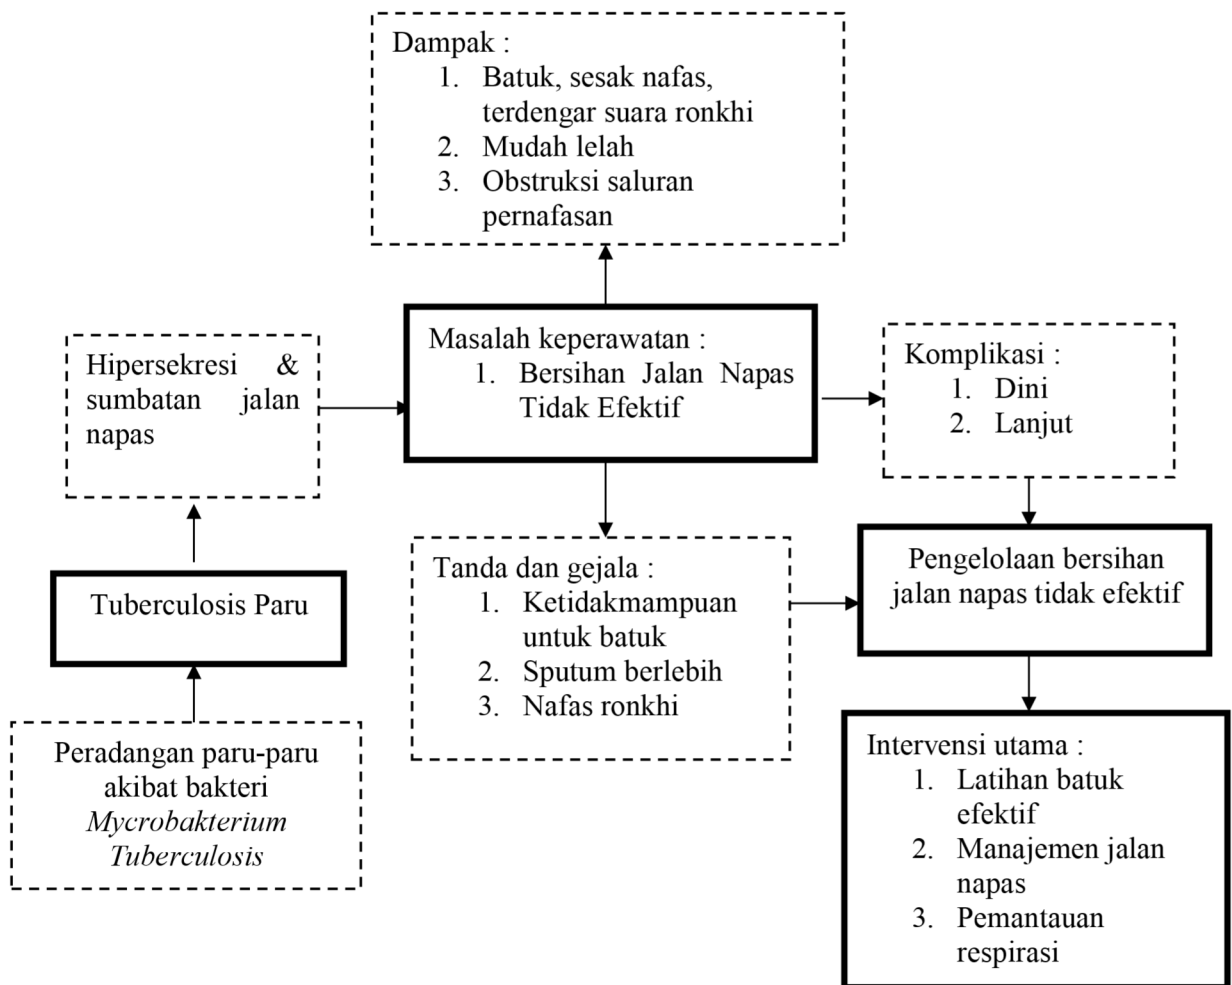 Dampak :
1. Batuk, sesak nafas,
terdengar suara ronkhi
2. Mudah lelah
3. Obstruksi saluran
pernafasan
Hipersekresi &
sumbatan jalan
napas
Masalah keperawatan :
1. Bersihan Jalan Napas
Tidak Efektif
Komplikasi :
1. Dini
2. Lanjut
Tuberculosis Paru
Tanda dan gejala :
1. Ketidakmampuan
untuk batuk
2. Sputum berlebih
3. Nafas ronkhi
Pengelolaan bersihan
jalan napas tidak efektif
Peradangan paru-paru
akibat bakteri
Mycrobakterium
Tuberculosis
Intervensi utama :
1. Latihan batuk
efektif
2. Manajemen jalan
napas
3. Pemantauan
respirasi